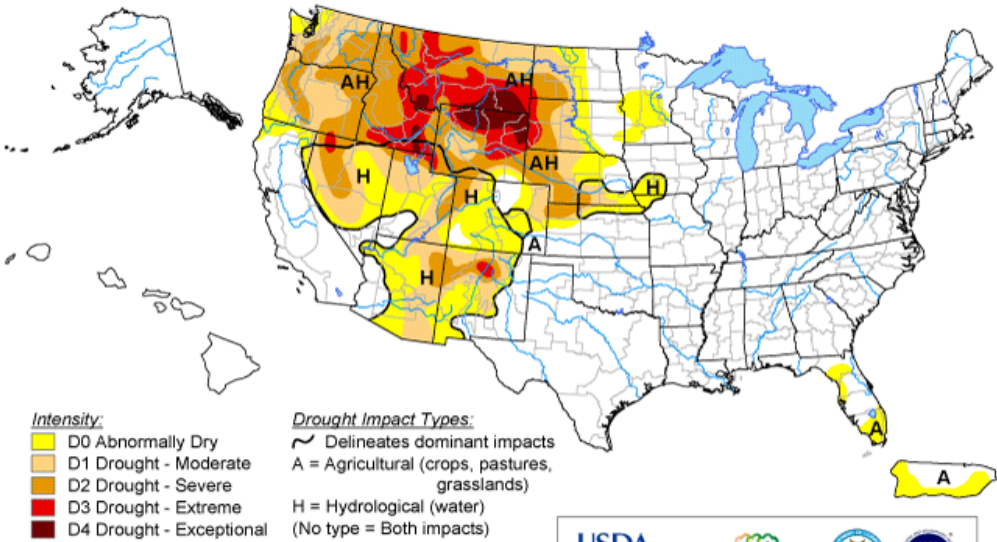 AH
AH
AH
H
H
H
A
H
A
A
Intensity:
D0 Abnormally Dry
D1 Drought - Moderate
D2 Drought - Severe
D3 Drought - Extreme
D4 Drought - Exceptional
Drought Impact Types:
Delineates dominant impacts
A = Agricultural (crops, pastures,
grasslands)
H = Hydrological (water)
(No type = Both impacts)
USDA